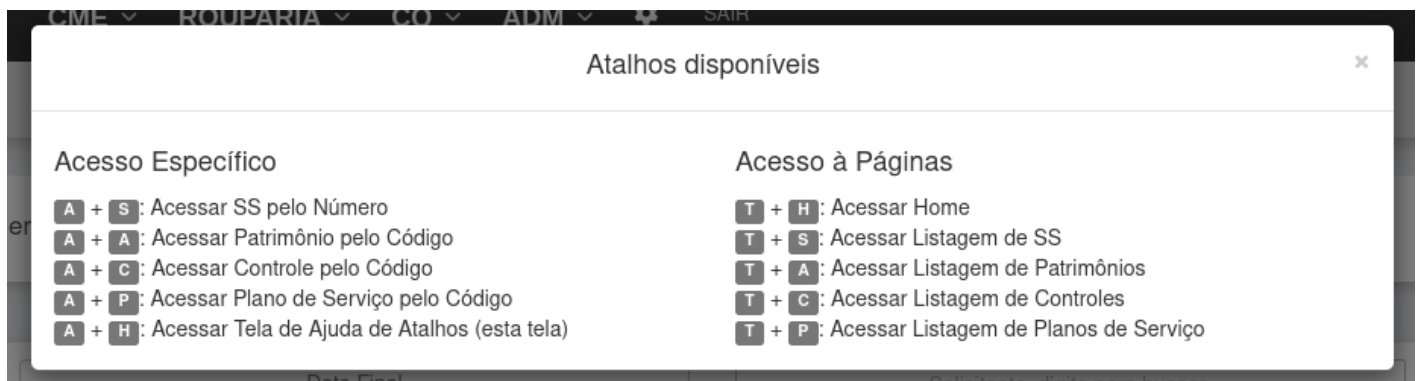 CME ROUPARIA CO ADM SAIR
Atalhos disponíveis ×
Acesso Específico
A + S: Acessar SS pelo Número
A + A: Acessar Patrimônio pelo Código
A + C: Acessar Controle pelo Código
A + P: Acessar Plano de Serviço pelo Código
A + H: Acessar Tela de Ajuda de Atalhos (esta tela)
Acesso à Páginas
T + H: Acessar Home
T + S: Acessar Listagem de SS
T + A: Acessar Listagem de Patrimônios
T + C: Acessar Listagem de Controles
T + P: Acessar Listagem de Planos de Serviço
er
Data Final